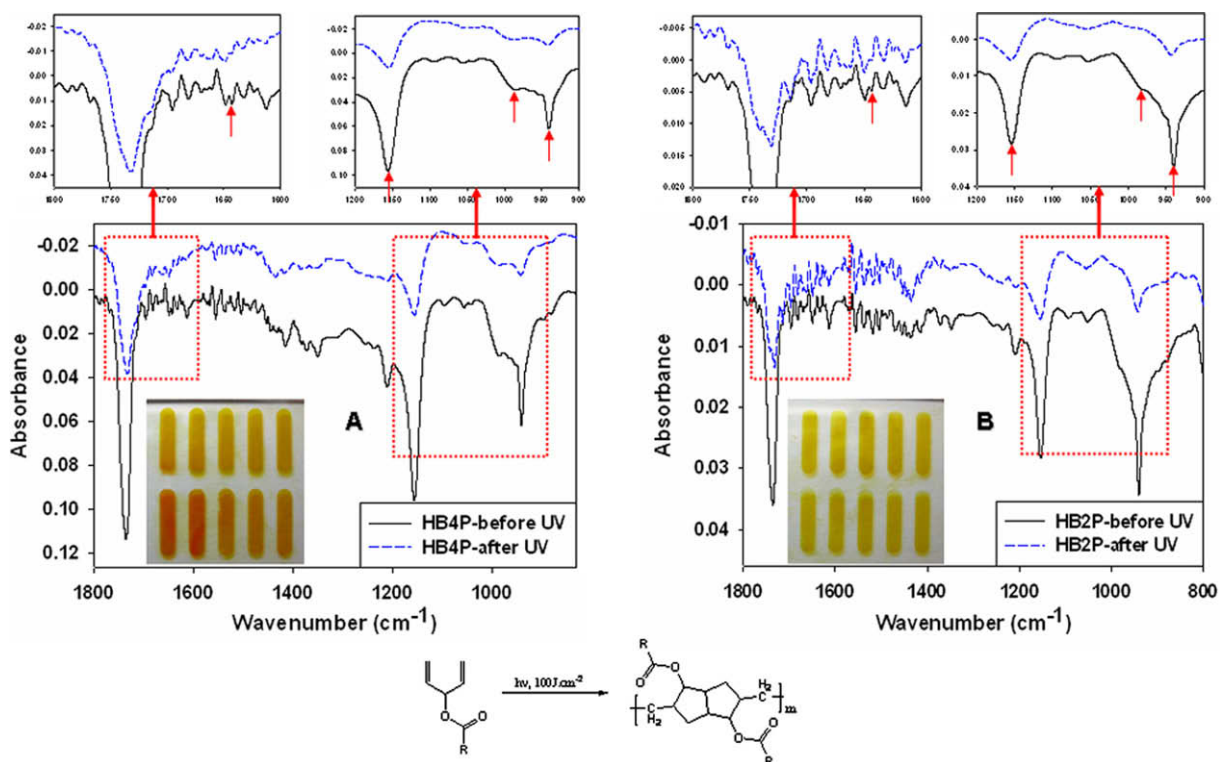 -0.02
-0.01
0.00
0.01
0.02
0.03
0.04
1800 1750 1700 1650 1600
-0.02
0.00
0.02
0.04
0.06
0.08
0.10
1200 1150 1100 1050 1000 950 900
-0.005
0.000
0.005
0.010
0.015
0.020
1800 1750 1700 1650 1600
0.00
0.01
0.02
0.03
0.04
1200 1150 1100 1050 1000 950 900
Absorbance
-0.02
0.00
0.02
0.04
0.06
0.08
0.10
0.12
A
HB4P-before UV
HB4P-after UV
1800 1600 1400 1200 1000
Wavenumber (cm-1)
Absorbance
-0.01
0.00
0.01
0.02
0.03
0.04
B
HB2P-before UV
HB2P-after UV
1800 1600 1400 1200 1000 800
Wavenumber (cm-1)
O
O
R
hv, 100J.cm-2
R
O
O
CH2
CH2
m
O
O
R